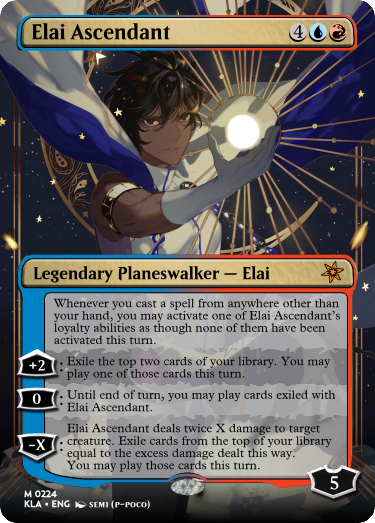 Elai Ascendant 4
Legendary Planeswalker — Elai
Whenever you cast a spell from anywhere other than
your hand, you may activate one of Elai Ascendant's
loyalty abilities as though none of them have been
activated this turn.
+2 : Exile the top two cards of your library. You may
play one of those cards this turn.
0 : Until end of turn, you may play cards exiled with
Elai Ascendant.
Elai Ascendant deals twice X damage to target
-X : creature. Exile cards from the top of your library
equal to the excess damage dealt this way.
You may play those cards this turn.
5
M 0224
KLA • ENG SEMI (P-POCO)